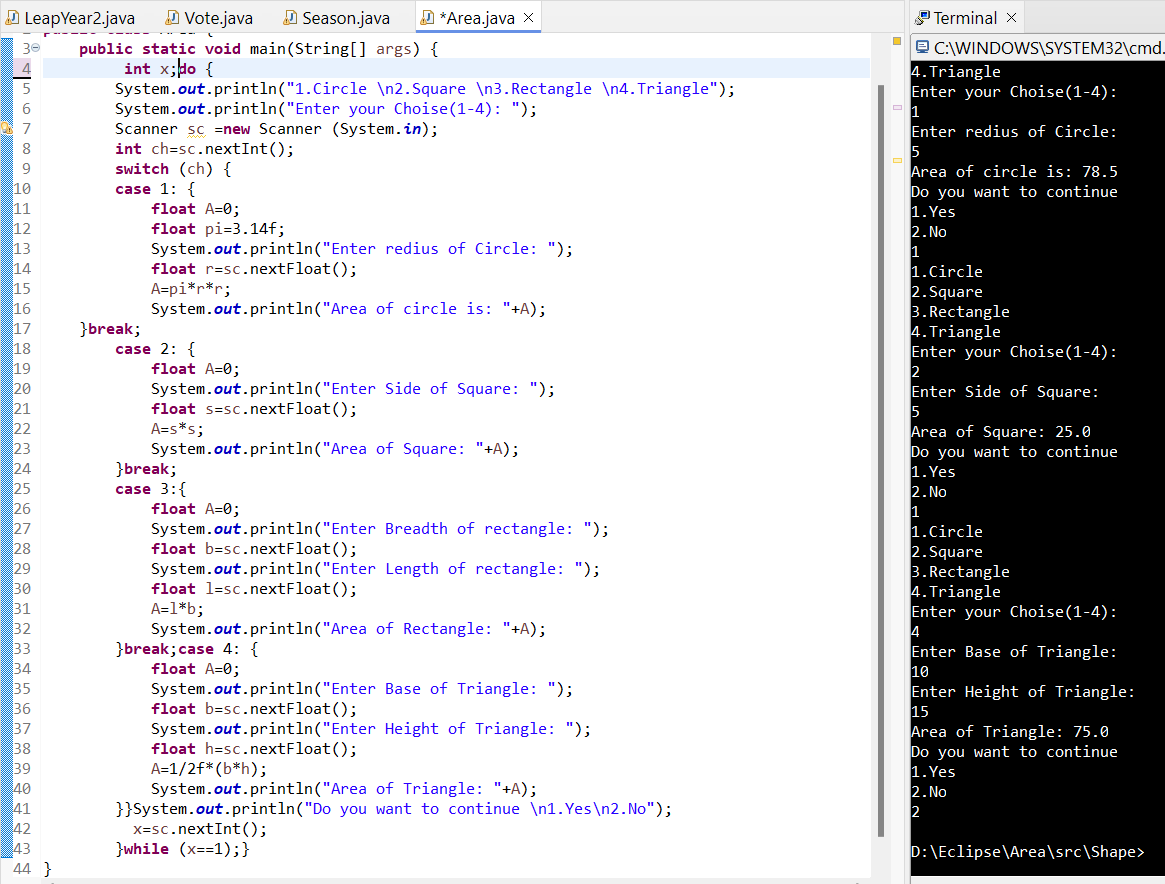 LeapYear2.java Vote.java Season.java *Area.java
3 public static void main(String[] args) {
4 int x;do {
5 System.out.println("1.Circle \n2.Square \n3.Rectangle \n4.Triangle");
6 System.out.println("Enter your Choise(1-4): ");
7 Scanner sc =new Scanner (System.in);
8 int ch=sc.nextInt();
9 switch (ch) {
10 case 1: {
11 float A=0;
12 float pi=3.14f;
13 System.out.println("Enter redius of Circle: ");
14 float r=sc.nextFloat();
15 A=pi*r*r;
16 System.out.println("Area of circle is: "+A);
17 }break;
18 case 2: {
19 float A=0;
20 System.out.println("Enter Side of Square: ");
21 float s=sc.nextFloat();
22 A=s*s;
23 System.out.println("Area of Square: "+A);
24 }break;
25 case 3:{
26 float A=0;
27 System.out.println("Enter Breadth of rectangle: ");
28 float b=sc.nextFloat();
29 System.out.println("Enter Length of rectangle: ");
30 float l=sc.nextFloat();
31 A=l*b;
32 System.out.println("Area of Rectangle: "+A);
33 }break;case 4: {
34 float A=0;
35 System.out.println("Enter Base of Triangle: ");
36 float b=sc.nextFloat();
37 System.out.println("Enter Height of Triangle: ");
38 float h=sc.nextFloat();
39 A=1/2f*(b*h);
40 System.out.println("Area of Triangle: "+A);
41 }}System.out.println("Do you want to continue \n1.Yes\n2.No");
42 x=sc.nextInt();
43 }while (x==1);}
44 }
Terminal
C:\WINDOWS\SYSTEM32\cmd.
4.Triangle
Enter your Choise(1-4):
1
Enter redius of Circle:
5
Area of circle is: 78.5
Do you want to continue
1.Yes
2.No
1
1.Circle
2.Square
3.Rectangle
4.Triangle
Enter your Choise(1-4):
2
Enter Side of Square:
5
Area of Square: 25.0
Do you want to continue
1.Yes
2.No
1
1.Circle
2.Square
3.Rectangle
4.Triangle
Enter your Choise(1-4):
4
Enter Base of Triangle:
10
Enter Height of Triangle:
15
Area of Triangle: 75.0
Do you want to continue
1.Yes
2.No
2
D:\Eclipse\Area\src\Shape>